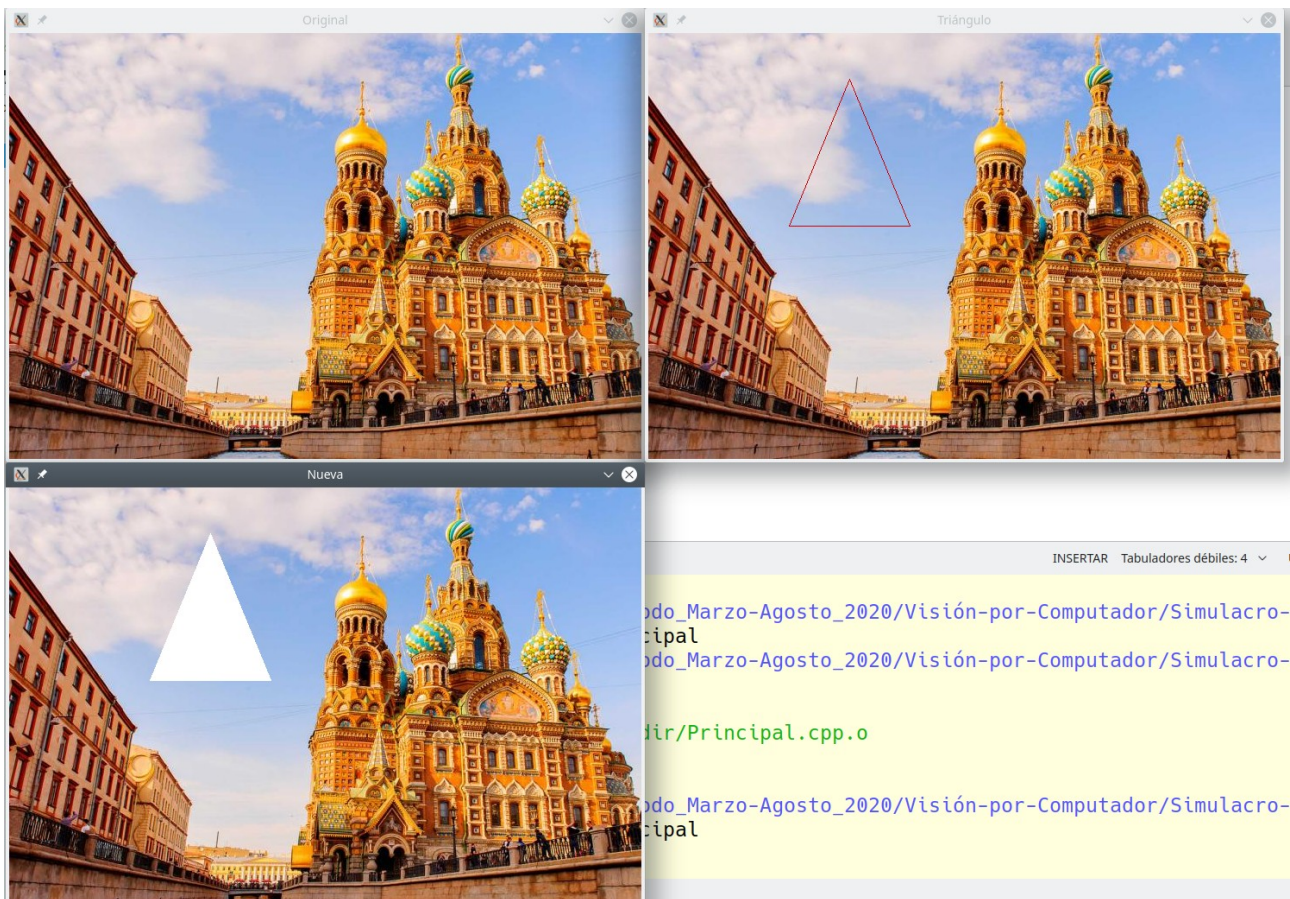 Original
Triángulo
Nueva
INSERTAR Tabuladores débiles: 4
odo_Marzo-Agosto_2020/Visión-por-Computador/Simulacro-
cipal
odo_Marzo-Agosto_2020/Visión-por-Computador/Simulacro-
dir/Principal.cpp.o
odo_Marzo-Agosto_2020/Visión-por-Computador/Simulacro-
cipal